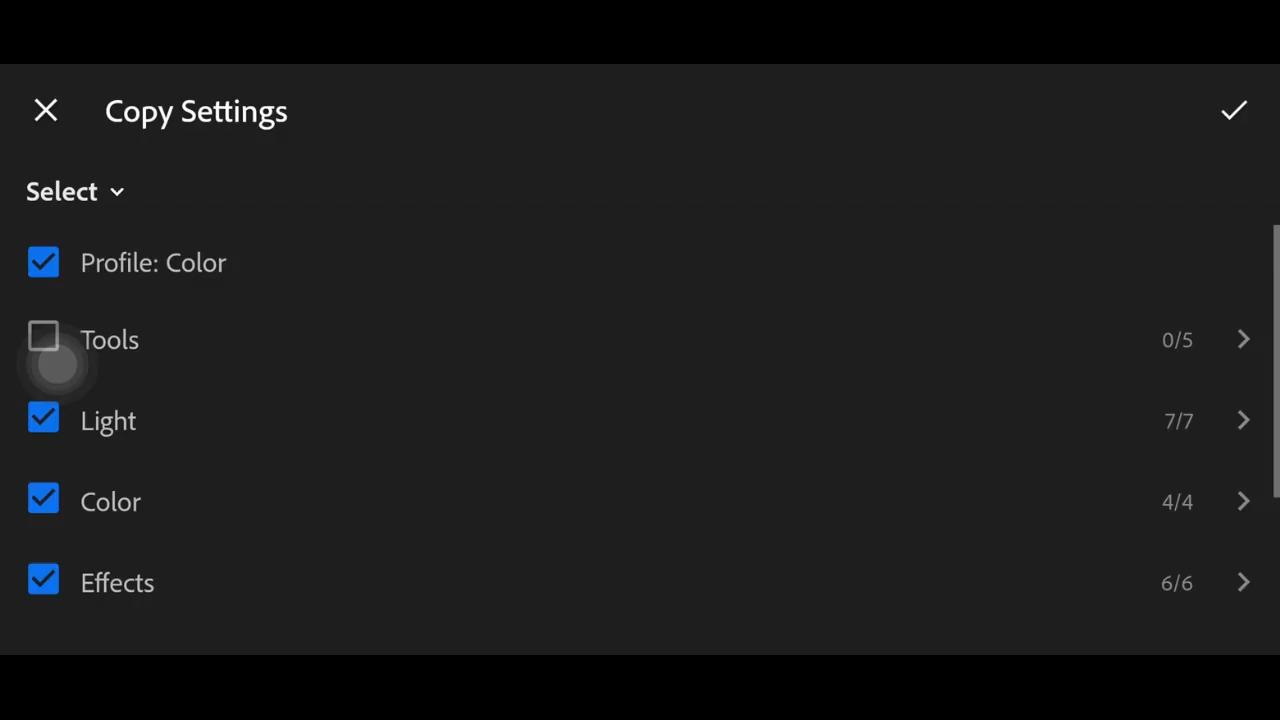 Copy Settings
Select
Profile: Color
Tools 0/5
Light 7/7
Color 4/4
Effects 6/6